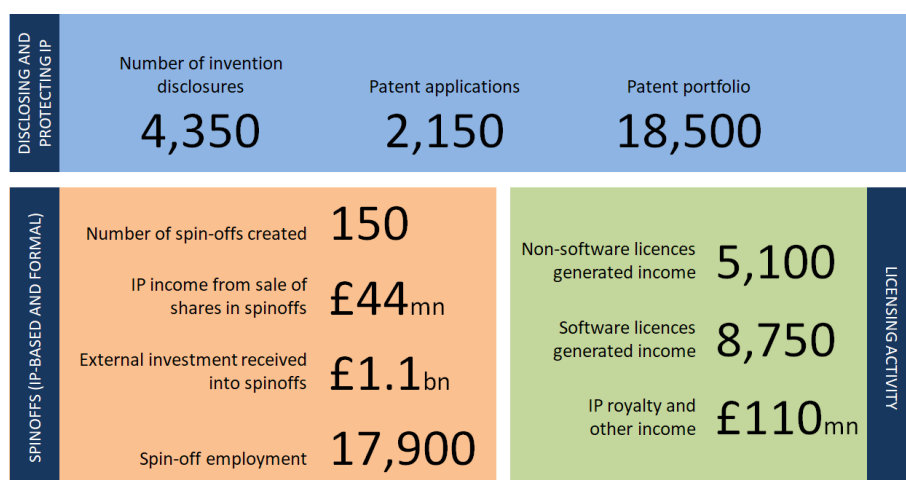 DISCLOSING AND
PROTECTING IP
Number of invention
disclosures
4,350
Patent applications
2,150
Patent portfolio
18,500
SPINOFFS (IP-BASED AND FORMAL)
Number of spin-offs created 150
IP income from sale of
shares in spinoffs £44mn
External investment received
into spinoffs £1.1bn
Spin-off employment 17,900
Non-software licences
generated income 5,100
Software licences
generated income 8,750
IP royalty and
other income £110mn
LICENSING ACTIVITY